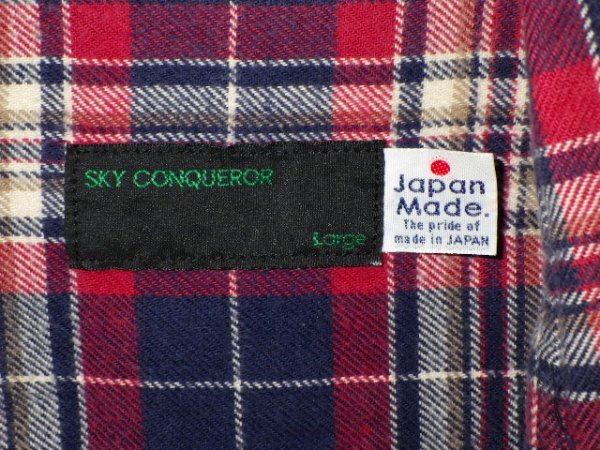 SKY CONQUEROR
Large
Japan
Made.
The pride of
made in JAPAN